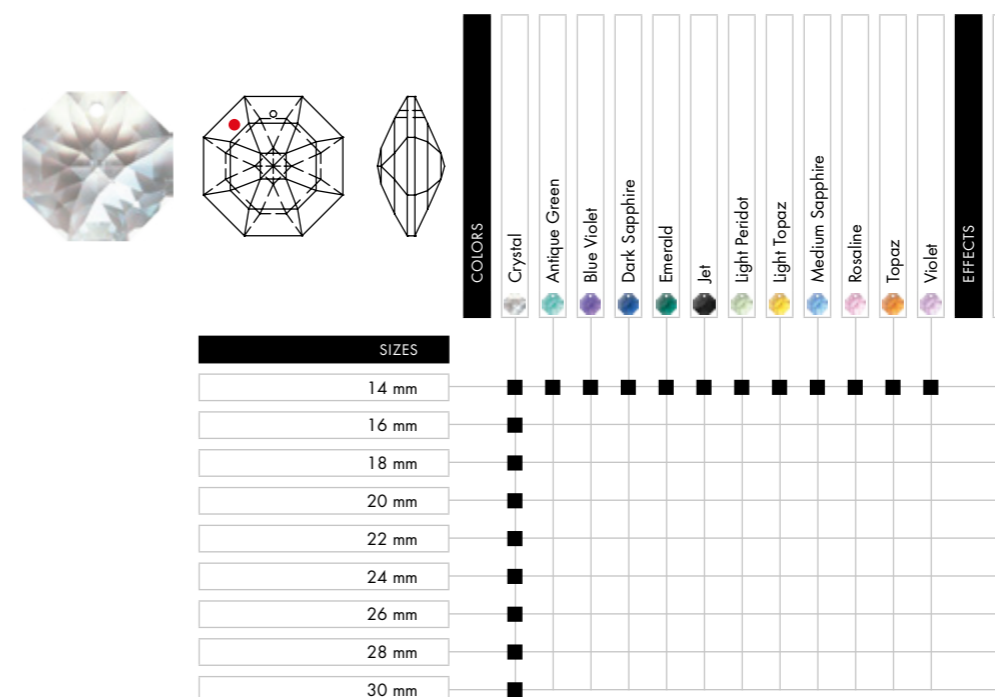 COLORS
Crystal
Antique Green
Blue Violet
Dark Sapphire
Emerald
Jet
Light Peridot
Light Topaz
Medium Sapphire
Rosaline
Topaz
Violet
EFFECTS
SIZES
14 mm
16 mm
18 mm
20 mm
22 mm
24 mm
26 mm
28 mm
30 mm